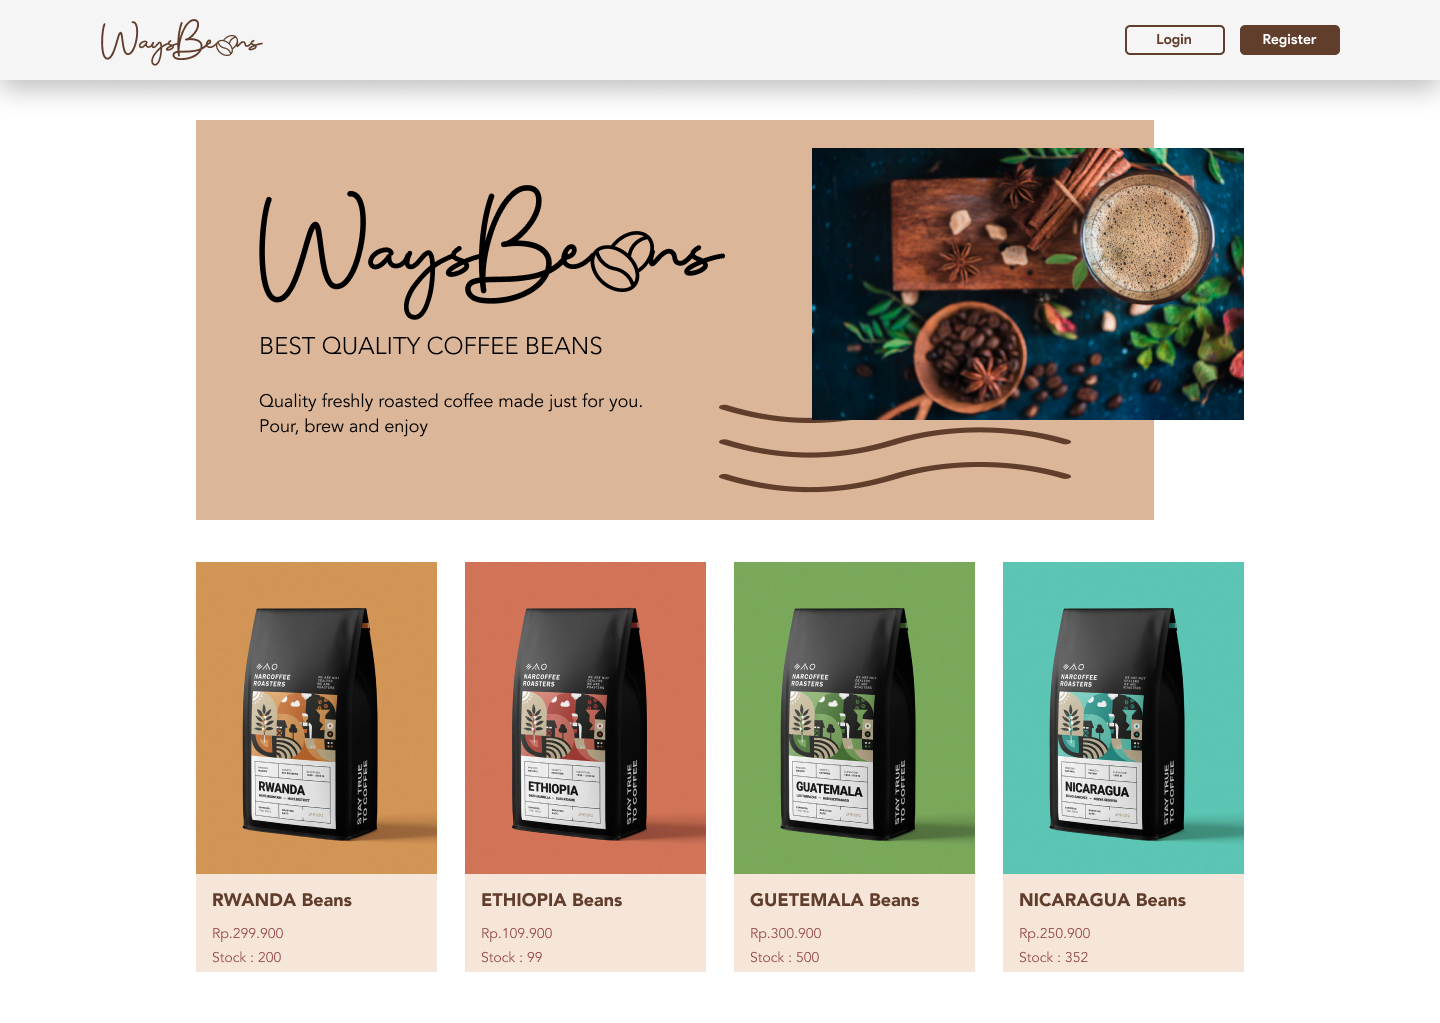 WaysBeans
Login
Register
WaysBeans
BEST QUALITY COFFEE BEANS
Quality freshly roasted coffee made just for you.
Pour, brew and enjoy
NARCOFFEE
ROASTERS
RWANDA
STAY TRUE
TO COFFEE
NARCOFFEE
ROASTERS
ETHIOPIA
STAY TRUE
TO COFFEE
NARCOFFEE
ROASTERS
GUATEMALA
STAY TRUE
TO COFFEE
NARCOFFEE
ROASTERS
NICARAGUA
STAY TRUE
TO COFFEE
RWANDA Beans
Rp.299.900
Stock : 200
ETHIOPIA Beans
Rp.109.900
Stock : 99
GUETEMALA Beans
Rp.300.900
Stock : 500
NICARAGUA Beans
Rp.250.900
Stock : 352